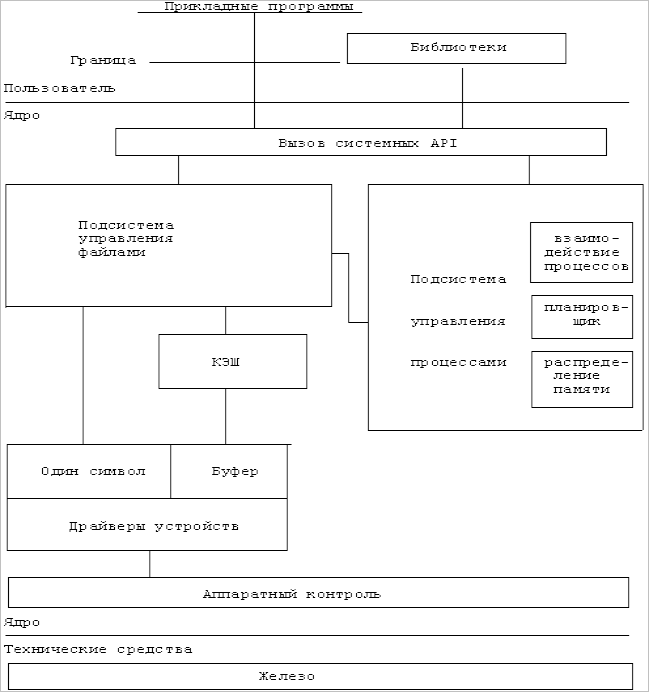 Прикладные программы
Библиотеки
Граница
Пользователь
Ядро
Вызов системных API
Подсистема
управления
файлами
взаимо-
действие
процессов
Подсистема
планиров-
щик
управления
процессами
распреде-
ление
памяти
КЭШ
Один символ
Буфер
Драйверы устройств
Аппаратный контроль
Ядро
Технические средства
Железо